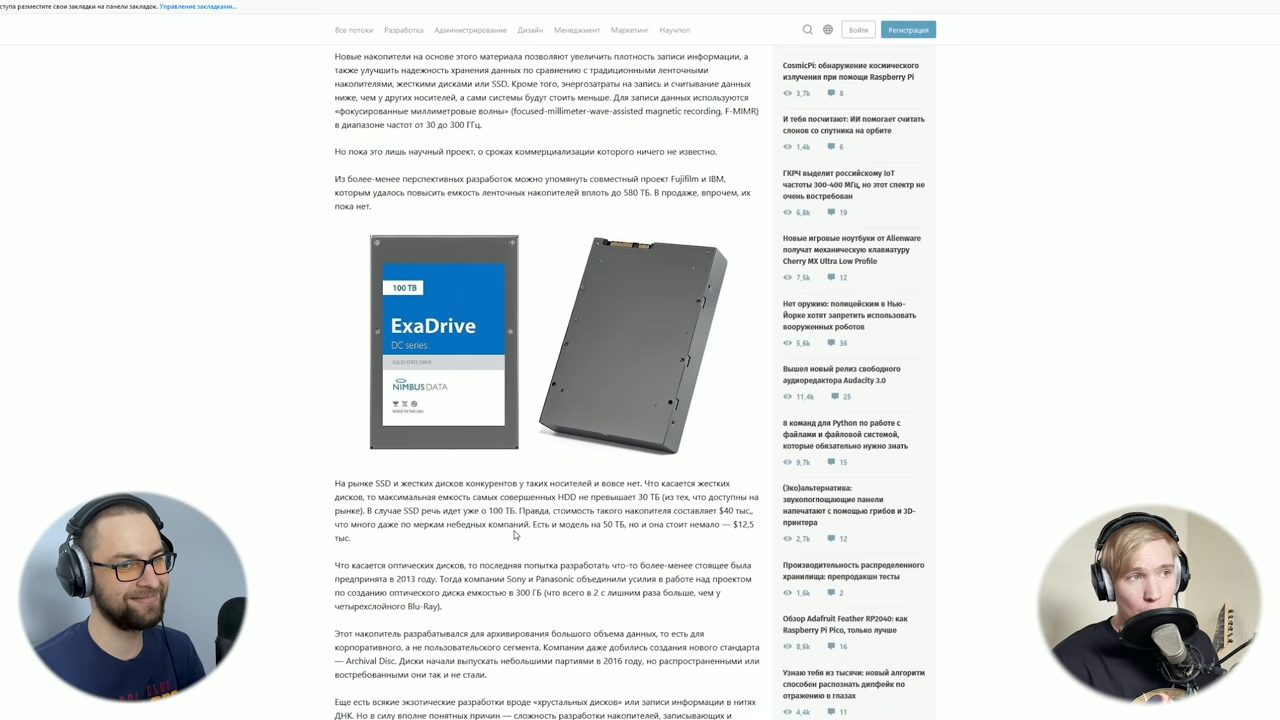 ступа разместите свои закладки на панели закладок. Управление закладками...
Все потоки Разработка Администрирование Дизайн Менеджмент Маркетинг Научпоп
Войти
Регистрация
Новые накопители на основе этого материала позволяют увеличить плотность записи информации, а
также улучшить надежность хранения данных по сравнению с традиционными ленточными
накопителями, жесткими дисками или SSD. Кроме того, энергозатраты на запись и считывание данных
ниже, чем у других носителей, а сами системы будут стоить меньше. Для записи данных используются
«фокусированные миллиметровые волны» (focused-millimeter-wave-assisted magnetic recording, F-MIMR)
в диапазоне частот от 30 до 300 ГГц.
Но пока это лишь научный проект, о сроках коммерциализации которого ничего не известно.
Из более-менее перспективных разработок можно упомянуть совместный проект Fujifilm и IBM,
которым удалось повысить емкость ленточных накопителей вплоть до 580 ТБ. В продаже, впрочем, их
пока нет.
100 TB
ExaDrive
DC series
SOLID STATE DRIVE
NIMBUS DATA
MADE IN THE USA
На рынке SSD и жестких дисков конкурентов у таких носителей и вовсе нет. Что касается жестких
дисков, то максимальная емкость самых совершенных HDD не превышает 30 ТБ (из тех, что доступны на
рынке). В случае SSD речь идет уже о 100 ТБ. Правда, стоимость такого накопителя составляет $40 тыс.,
что много даже по меркам небедных компаний. Есть и модель на 50 ТБ, но и она стоит немало — $12,5
тыс.
Что касается оптических дисков, то последняя попытка разработать что-то более-менее стоящее была
предпринята в 2013 году. Тогда компании Sony и Panasonic объединили усилия в работе над проектом
по созданию оптического диска емкостью в 300 ГБ (что всего в 2 с лишним раза больше, чем у
четырехслойного Blu-Ray).
Этот накопитель разрабатывался для архивирования большого объема данных, то есть для
корпоративного, а не пользовательского сегмента. Компании даже добились создания нового стандарта
— Archival Disc. Диски начали выпускать небольшими партиями в 2016 году, но распространенными или
востребованными они так и не стали.
Еще есть всякие экзотические разработки вроде «хрустальных дисков» или записи информации в нитях
ДНК. Но в силу вполне понятных причин — сложность разработки накопителей, записывающих и
CosmicPi: обнаружение космического
излучения при помощи Raspberry Pi
3,7k 8
И тебя посчитают: ИИ помогает считать
слонов со спутника на орбите
1,4k 6
ГКРЧ выделит российскому IoT
частоты 300-400 МГц, но этот спектр не
очень востребован
6,8k 19
Новые игровые ноутбуки от Alienware
получат механическую клавиатуру
Cherry MX Ultra Low Profile
7,5k 12
Нет оружию: полицейским в Нью-
Йорке хотят запретить использовать
вооруженных роботов
5,6k 36
Вышел новый релиз свободного
аудиоредактора Audacity 3.0
11,4k 25
8 команд для Python по работе с
файлами и файловой системой,
которые обязательно нужно знать
9,7k 15
(Эко)альтернатива:
звукопоглощающие панели
напечатают с помощью грибов и 3D-
принтера
2,7k 12
Производительность распределенного
хранилища: препродакшн тесты
1,6k 2
Обзор Adafruit Feather RP2040: как
Raspberry Pi Pico, только лучше
8,6k 16
Узнаю тебя из тысячи: новый алгоритм
способен распознать дипфейк по
отражению в глазах
4,4k 11